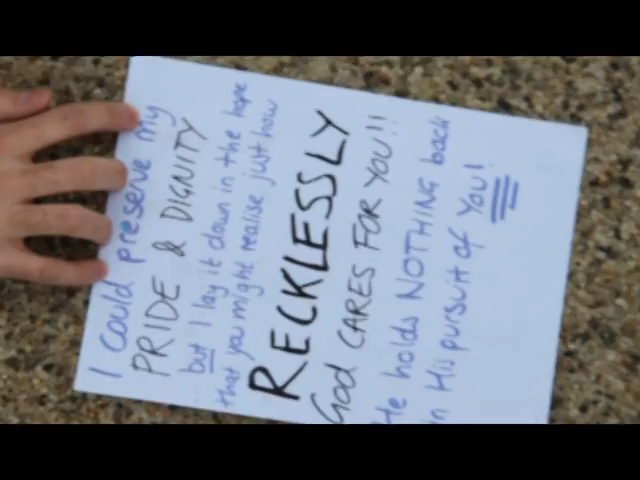 I could preserve my
PRIDE & DIGNITY
but I lay it down in the hope
that you might realise just how
RECKLESSLY
God CARES FOR YOU!!
He holds NOTHING back
in His pursuit of You!